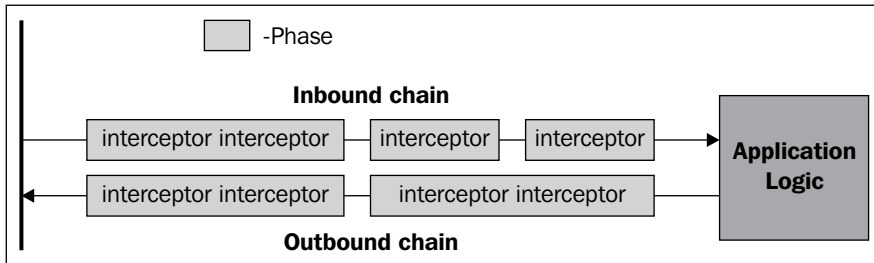 -Phase
Inbound chain
interceptor interceptor
interceptor
interceptor
Application
Logic
interceptor interceptor
interceptor interceptor
Outbound chain